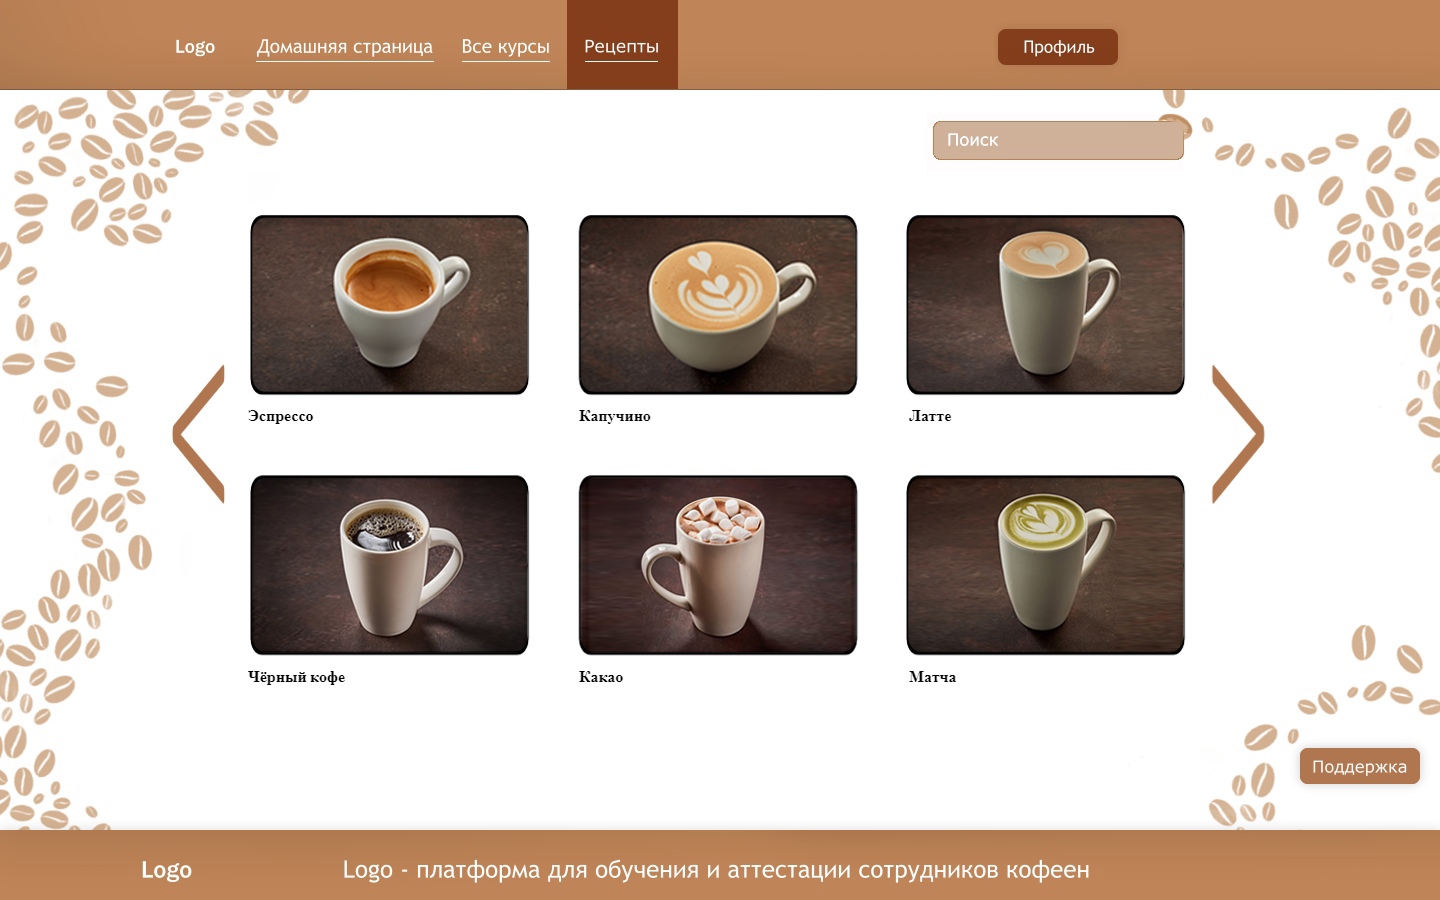 Logo
Домашняя страница
Все курсы
Рецепты
Профиль
Поиск
Эспрессо
Капучино
Латте
Чёрный кофе
Какао
Матча
Поддержка
Logo
Logo - платформа для обучения и аттестации сотрудников кофеен